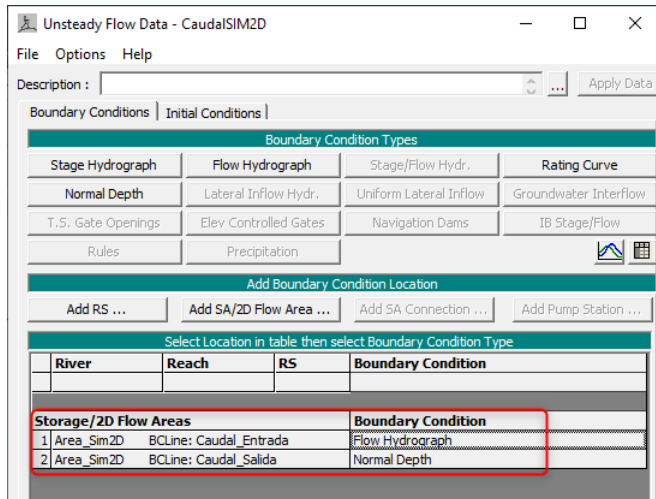 Unsteady Flow Data - CaudalSIM2D
File Options Help
Description : ... Apply Data
Boundary Conditions Initial Conditions
Boundary Condition Types
Stage Hydrograph Flow Hydrograph Stage/Flow Hydr. Rating Curve
Normal Depth Lateral Inflow Hydr. Uniform Lateral Inflow Groundwater Interflow
T.S. Gate Openings Elev Controlled Gates Navigation Dams IB Stage/Flow
Rules Precipitation
Add Boundary Condition Location
Add RS ... Add SA/2D Flow Area ... Add SA Connection ... Add Pump Station ...
Select Location in table then select Boundary Condition Type
River Reach RS Boundary Condition
Storage/2D Flow Areas Boundary Condition
1 Area_Sim2D BCLine: Caudal_Entrada Flow Hydrograph
2 Area_Sim2D BCLine: Caudal_Salida Normal Depth